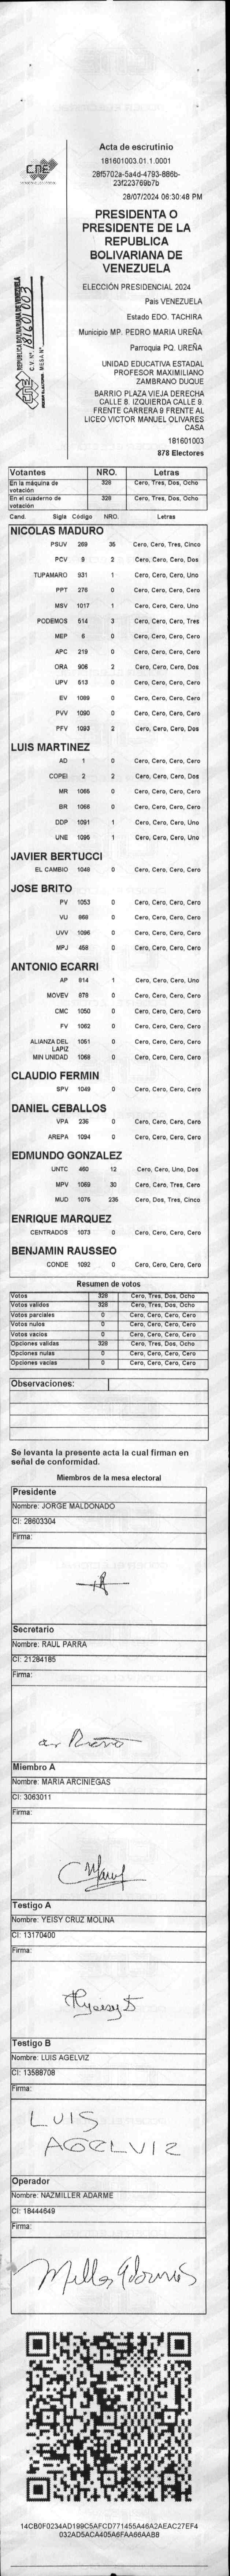 Acta de escrutinio
181601003.01.1.0001
28f5702a-5a4d-4793-886b-
23f223769b7b
28/07/2024 06:30:48 PM
CNE
PRESIDENTA O
PRESIDENTE DE LA
REPUBLICA
BOLIVARIANA DE
VENEZUELA
ELECCIÓN PRESIDENCIAL 2024
Pais VENEZUELA
Estado EDO. TACHIRA
Municipio MP. PEDRO MARIA UREÑA
Parroquia PQ. UREÑA
UNIDAD EDUCATIVA ESTADAL
PROFESOR MAXIMILIANO
ZAMBRANO DUQUE
BARRIO PLAZA VIEJA DERECHA
CALLE 8. IZQUIERDA CALLE 9.
FRENTE CARRERA 9 FRENTE AL
LICEO VICTOR MANUEL OLIVARES
CASA
181601003
878 Electores
REPUBLICA BOLIVARIANA DE VENEZUELA
CNE
C.V. Nº. 181601003
MESA Nº.
Votantes NRO. Letras
En la máquina de votación 328 Cero, Tres, Dos, Ocho
En el cuaderno de votación 328 Cero, Tres, Dos, Ocho
Cand. Sigla Código NRO. Letras
NICOLAS MADURO
PSUV 269 35 Cero, Cero, Tres, Cinco
PCV 9 2 Cero, Cero, Cero, Dos
TUPAMARO 931 1 Cero, Cero, Cero, Uno
PPT 276 0 Cero, Cero, Cero, Cero
MSV 1017 1 Cero, Cero, Cero, Uno
PODEMOS 514 3 Cero, Cero, Cero, Tres
MEP 6 0 Cero, Cero, Cero, Cero
APC 219 0 Cero, Cero, Cero, Cero
ORA 906 2 Cero, Cero, Cero, Dos
UPV 513 0 Cero, Cero, Cero, Cero
EV 1089 0 Cero, Cero, Cero, Cero
PVV 1090 0 Cero, Cero, Cero, Cero
PFV 1093 2 Cero, Cero, Cero, Dos
LUIS MARTINEZ
AD 1 0 Cero, Cero, Cero, Cero
COPEI 2 2 Cero, Cero, Cero, Dos
MR 1065 0 Cero, Cero, Cero, Cero
BR 1066 0 Cero, Cero, Cero, Cero
DDP 1091 1 Cero, Cero, Cero, Uno
UNE 1095 1 Cero, Cero, Cero, Uno
JAVIER BERTUCCI
EL CAMBIO 1048 0 Cero, Cero, Cero, Cero
JOSE BRITO
PV 1053 0 Cero, Cero, Cero, Cero
VU 868 0 Cero, Cero, Cero, Cero
UVV 1096 0 Cero, Cero, Cero, Cero
MPJ 458 0 Cero, Cero, Cero, Cero
ANTONIO ECARRI
AP 814 1 Cero, Cero, Cero, Uno
MOVEV 878 0 Cero, Cero, Cero, Cero
CMC 1050 0 Cero, Cero, Cero, Cero
FV 1062 0 Cero, Cero, Cero, Cero
ALIANZA DEL LAPIZ 1051 0 Cero, Cero, Cero, Cero
MIN UNIDAD 1068 0 Cero, Cero, Cero, Cero
CLAUDIO FERMIN
SPV 1049 0 Cero, Cero, Cero, Cero
DANIEL CEBALLOS
VPA 236 0 Cero, Cero, Cero, Cero
AREPA 1094 0 Cero, Cero, Cero, Cero
EDMUNDO GONZALEZ
UNTC 460 12 Cero, Cero, Uno, Dos
MPV 1069 30 Cero, Cero, Tres, Cero
MUD 1076 235 Cero, Dos, Tres, Cinco
ENRIQUE MARQUEZ
CENTRADOS 1073 0 Cero, Cero, Cero, Cero
BENJAMIN RAUSSEO
CONDE 1092 0 Cero, Cero, Cero, Cero
Resumen de votos
Votos 328 Cero, Tres, Dos, Ocho
Votos validos 328 Cero, Tres, Dos, Ocho
Votos parciales 0 Cero, Cero, Cero, Cero
Votos nulos 0 Cero, Cero, Cero, Cero
Votos vacios 0 Cero, Cero, Cero, Cero
Opciones validas 328 Cero, Tres, Dos, Ocho
Opciones nulas 0 Cero, Cero, Cero, Cero
Opciones vacias 0 Cero, Cero, Cero, Cero
Observaciones:
Se levanta la presente acta la cual firman en
señal de conformidad.
Miembros de la mesa electoral
Presidente
Nombre: JORGE MALDONADO
CI: 28603304
Firma:
Secretario
Nombre: RAUL PARRA
CI: 21284185
Firma:
Miembro A
Nombre: MARIA ARCINIEGAS
CI: 3063011
Firma:
Testigo A
Nombre: YEISY CRUZ MOLINA
CI: 13170400
Firma:
Testigo B
Nombre: LUIS AGELVIZ
CI: 13588708
Firma:
LUIS
AGELVIZ
Operador
Nombre: NAZMILLER ADARME
CI: 18444649
Firma:
14CB0F0234AD199C5AFCD771455A46A2AEAC27EF4
032AD5ACA405A6FAA66AAB8